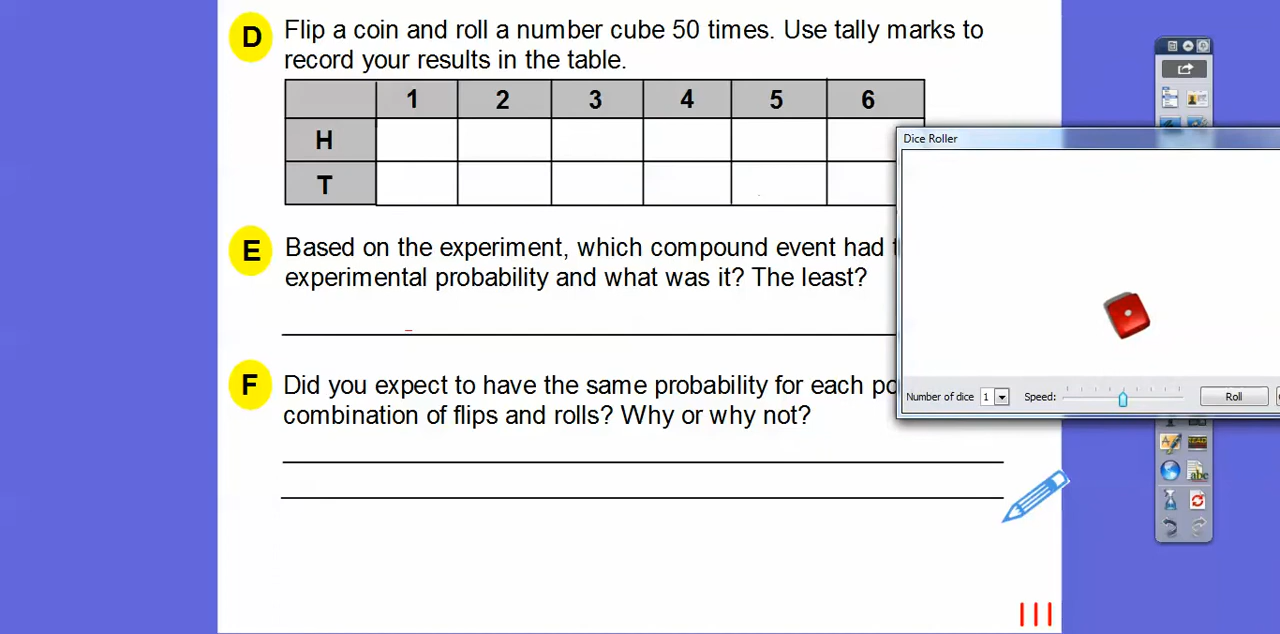 D
Flip a coin and roll a number cube 50 times. Use tally marks to
record your results in the table.
1 2 3 4 5 6
H
T
E
Based on the experiment, which compound event had
experimental probability and what was it? The least?
F
Did you expect to have the same probability for each po
combination of flips and rolls? Why or why not?
Dice Roller
Number of dice 1 Speed: Roll
abc